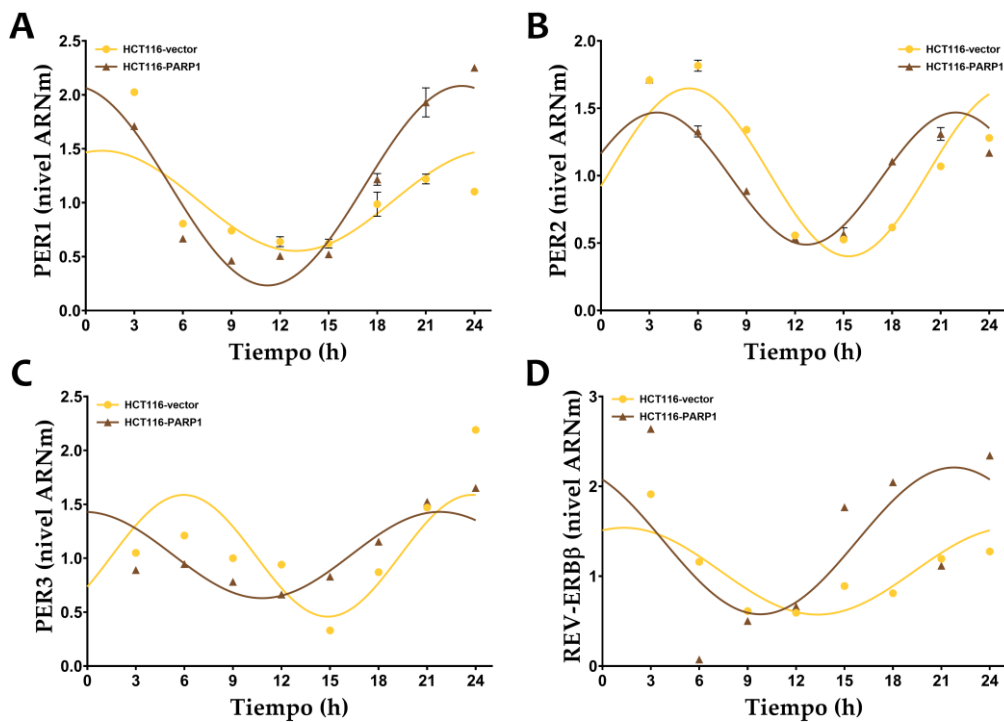 A
PER1 (nivel ARNm)
2.5
2.0
1.5
1.0
0.5
0.0
HCT116-vector
HCT116-PARP1
0 3 6 9 12 15 18 21 24
Tiempo (h)
B
PER2 (nivel ARNm)
2.0
1.5
1.0
0.5
0.0
HCT116-vector
HCT116-PARP1
0 3 6 9 12 15 18 21 24
Tiempo (h)
C
PER3 (nivel ARNm)
2.5
2.0
1.5
1.0
0.5
0.0
HCT116-vector
HCT116-PARP1
0 3 6 9 12 15 18 21 24
Tiempo (h)
D
REV-ERBβ (nivel ARNm)
3
2
1
0
HCT116-vector
HCT116-PARP1
0 3 6 9 12 15 18 21 24
Tiempo (h)